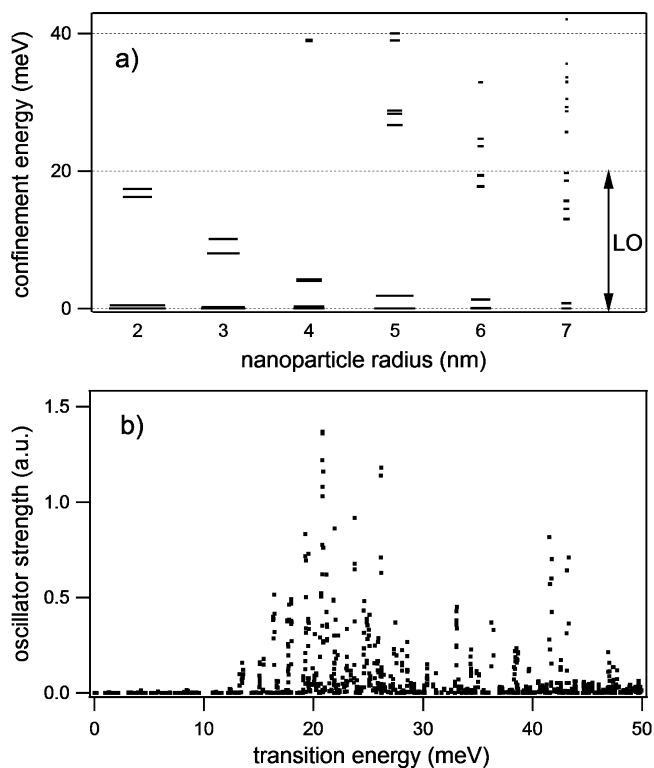 a)
confinement energy (meV)
40
20
0
LO
2 3 4 5 6 7
nanoparticle radius (nm)
b)
oscillator strength (a.u.)
1.5
1.0
0.5
0.0
0 10 20 30 40 50
transition energy (meV)